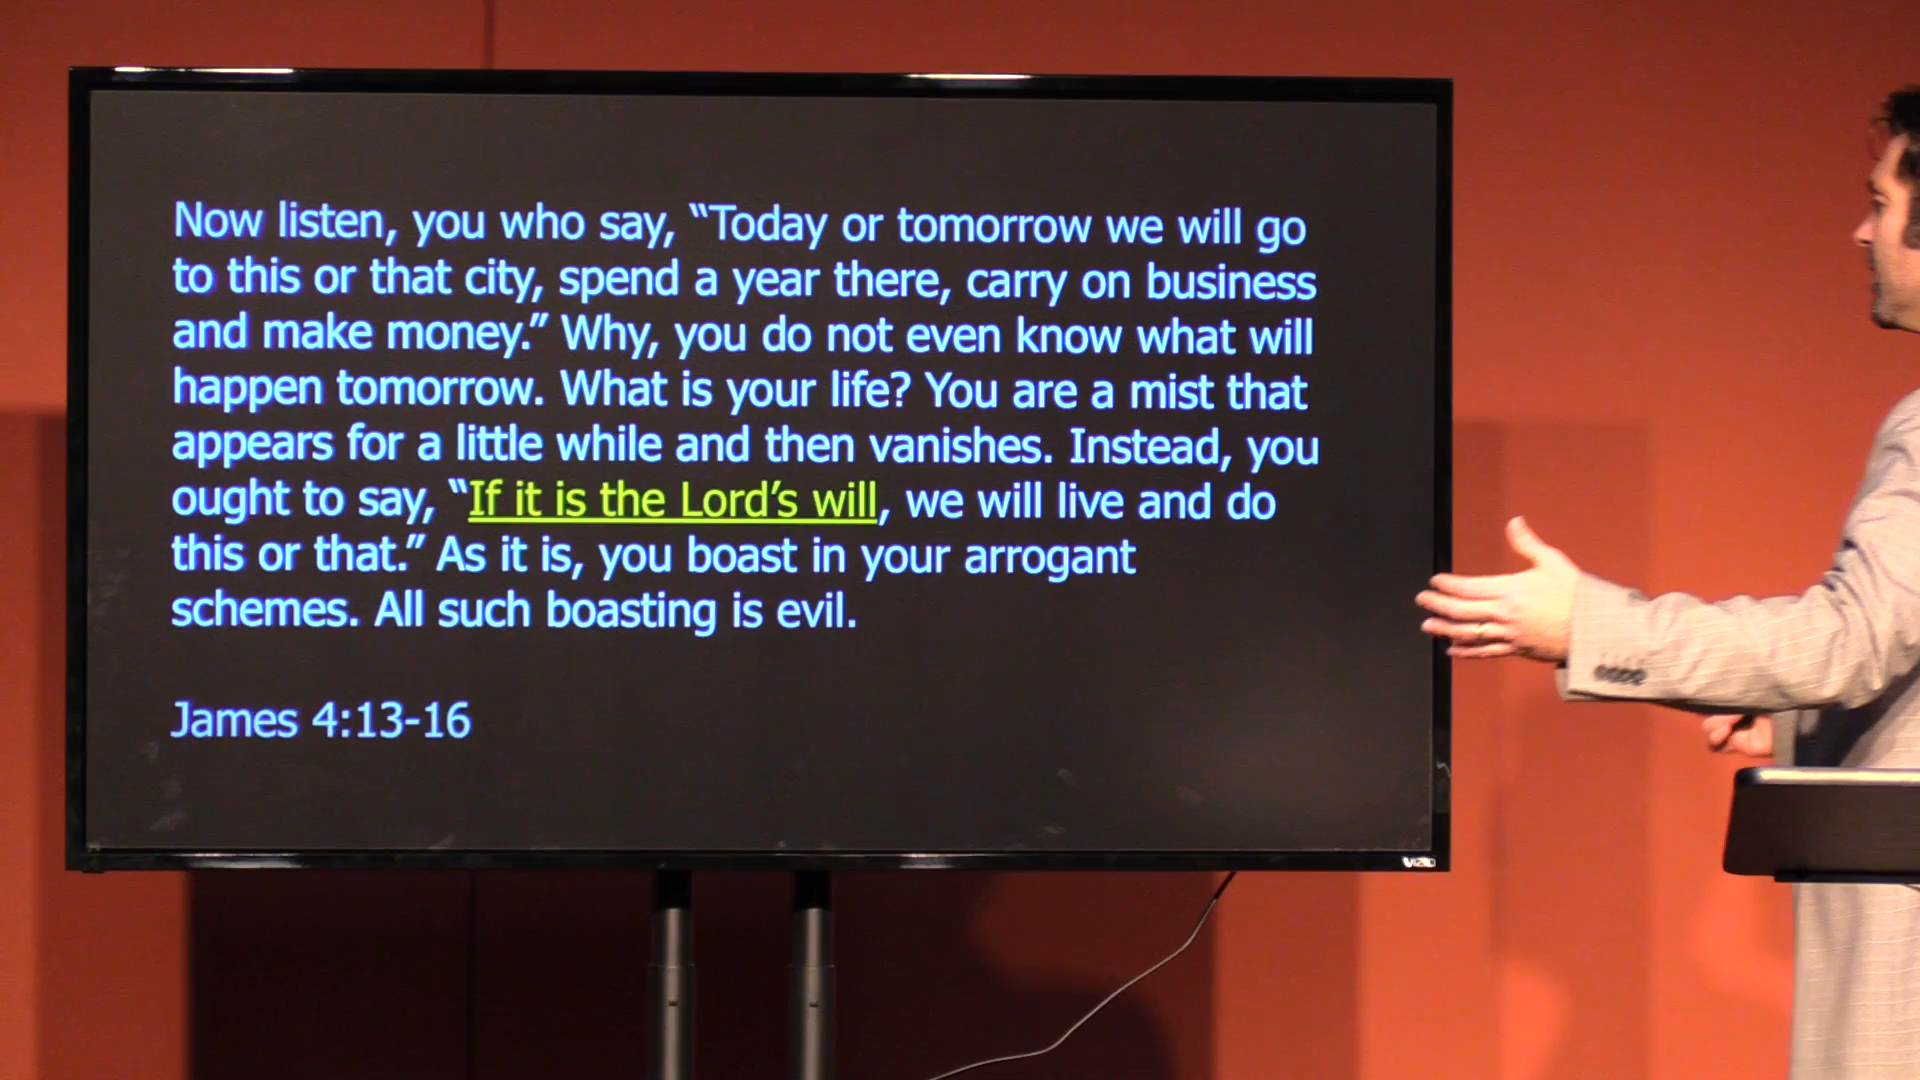 Now listen, you who say, “Today or tomorrow we will go
to this or that city, spend a year there, carry on business
and make money.” Why, you do not even know what will
happen tomorrow. What is your life? You are a mist that
appears for a little while and then vanishes. Instead, you
ought to say, “If it is the Lord’s will, we will live and do
this or that.” As it is, you boast in your arrogant
schemes. All such boasting is evil.
James 4:13-16
VIZIO